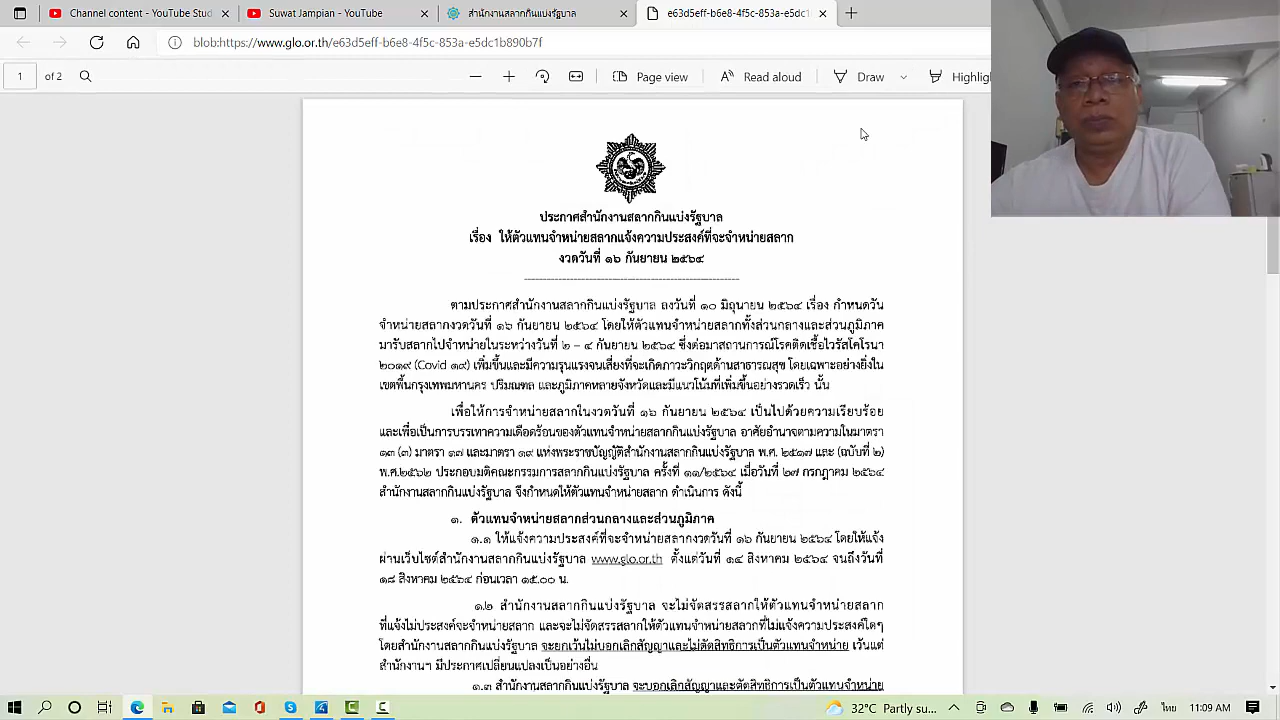 Channel content - YouTube Stud
Suwat Jampian - YouTube
สำนักงานสลากกินแบ่งรัฐบาล
e63d5eff-b6e8-4f5c-853a-e5dc1
blob:https://www.glo.or.th/e63d5eff-b6e8-4f5c-853a-e5dc1b890b7f
1 of 2 Page view Read aloud Draw Highligh
ประกาศสำนักงานสลากกินแบ่งรัฐบาล
เรื่อง ให้ตัวแทนจำหน่ายสลากแจ้งความประสงค์ที่จะจำหน่ายสลาก
งวดวันที่ ๑๖ กันยายน ๒๕๖๔
ตามประกาศสำนักงานสลากกินแบ่งรัฐบาล ลงวันที่ ๑๐ มิถุนายน ๒๕๖๔ เรื่อง กำหนดวัน
จำหน่ายสลากงวดวันที่ ๑๖ กันยายน ๒๕๖๔ โดยให้ตัวแทนจำหน่ายสลากทั้งส่วนกลางและส่วนภูมิภาค
มารับสลากไปจำหน่ายในระหว่างวันที่ ๒ – ๔ กันยายน ๒๕๖๔ ซึ่งต่อมาสถานการณ์โรคติดเชื้อไวรัสโคโรนา
๒๐๑๙ (Covid ๑๙) เพิ่มขึ้นและมีความรุนแรงจนเสี่ยงที่จะเกิดภาวะวิกฤตด้านสาธารณสุข โดยเฉพาะอย่างยิ่งใน
เขตพื้นกรุงเทพมหานคร ปริมณฑล และภูมิภาคหลายจังหวัดและมีแนวโน้มที่เพิ่มขึ้นอย่างรวดเร็ว นั้น
เพื่อให้การจำหน่ายสลากในงวดวันที่ ๑๖ กันยายน ๒๕๖๔ เป็นไปด้วยความเรียบร้อย
และเพื่อเป็นการบรรเทาความเดือดร้อนของตัวแทนจำหน่ายสลากกินแบ่งรัฐบาล อาศัยอำนาจตามความในมาตรา
๑๓ (๓) มาตรา ๑๗ และมาตรา ๑๙ แห่งพระราชบัญญัติสำนักงานสลากกินแบ่งรัฐบาล พ.ศ. ๒๕๑๗ และ (ฉบับที่ ๒)
พ.ศ.๒๕๖๒ ประกอบมติคณะกรรมการสลากกินแบ่งรัฐบาล ครั้งที่ ๑๑/๒๕๖๔ เมื่อวันที่ ๒๗ กรกฎาคม ๒๕๖๔
สำนักงานสลากกินแบ่งรัฐบาล จึงกำหนดให้ตัวแทนจำหน่ายสลาก ดำเนินการ ดังนี้
๑. ตัวแทนจำหน่ายสลากส่วนกลางและส่วนภูมิภาค
๑.๑ ให้แจ้งความประสงค์ที่จะจำหน่ายสลากงวดวันที่ ๑๖ กันยายน ๒๕๖๔ โดยให้แจ้ง
ผ่านเว็บไซต์สำนักงานสลากกินแบ่งรัฐบาล www.glo.or.th ตั้งแต่วันที่ ๑๔ สิงหาคม ๒๕๖๔ จนถึงวันที่
๑๘ สิงหาคม ๒๕๖๔ ก่อนเวลา ๑๕.๐๐ น.
๑.๒ สำนักงานสลากกินแบ่งรัฐบาล จะไม่จัดสรรสลากให้ตัวแทนจำหน่ายสลาก
ที่แจ้งไม่ประสงค์จะจำหน่ายสลาก และจะไม่จัดสรรสลากให้ตัวแทนจำหน่ายสลากที่ไม่แจ้งความประสงค์ใดๆ
โดยสำนักงานสลากกินแบ่งรัฐบาล จะยกเว้นไม่บอกเลิกสัญญาและไม่ตัดสิทธิการเป็นตัวแทนจำหน่าย เว้นแต่
สำนักงานฯ มีประกาศเปลี่ยนแปลงเป็นอย่างอื่น
๑.๓ สำนักงานสลากกินแบ่งรัฐบาล จะบอกเลิกสัญญาและตัดสิทธิการเป็นตัวแทนจำหน่าย
32°C Partly su... ไทย 11:09 AM